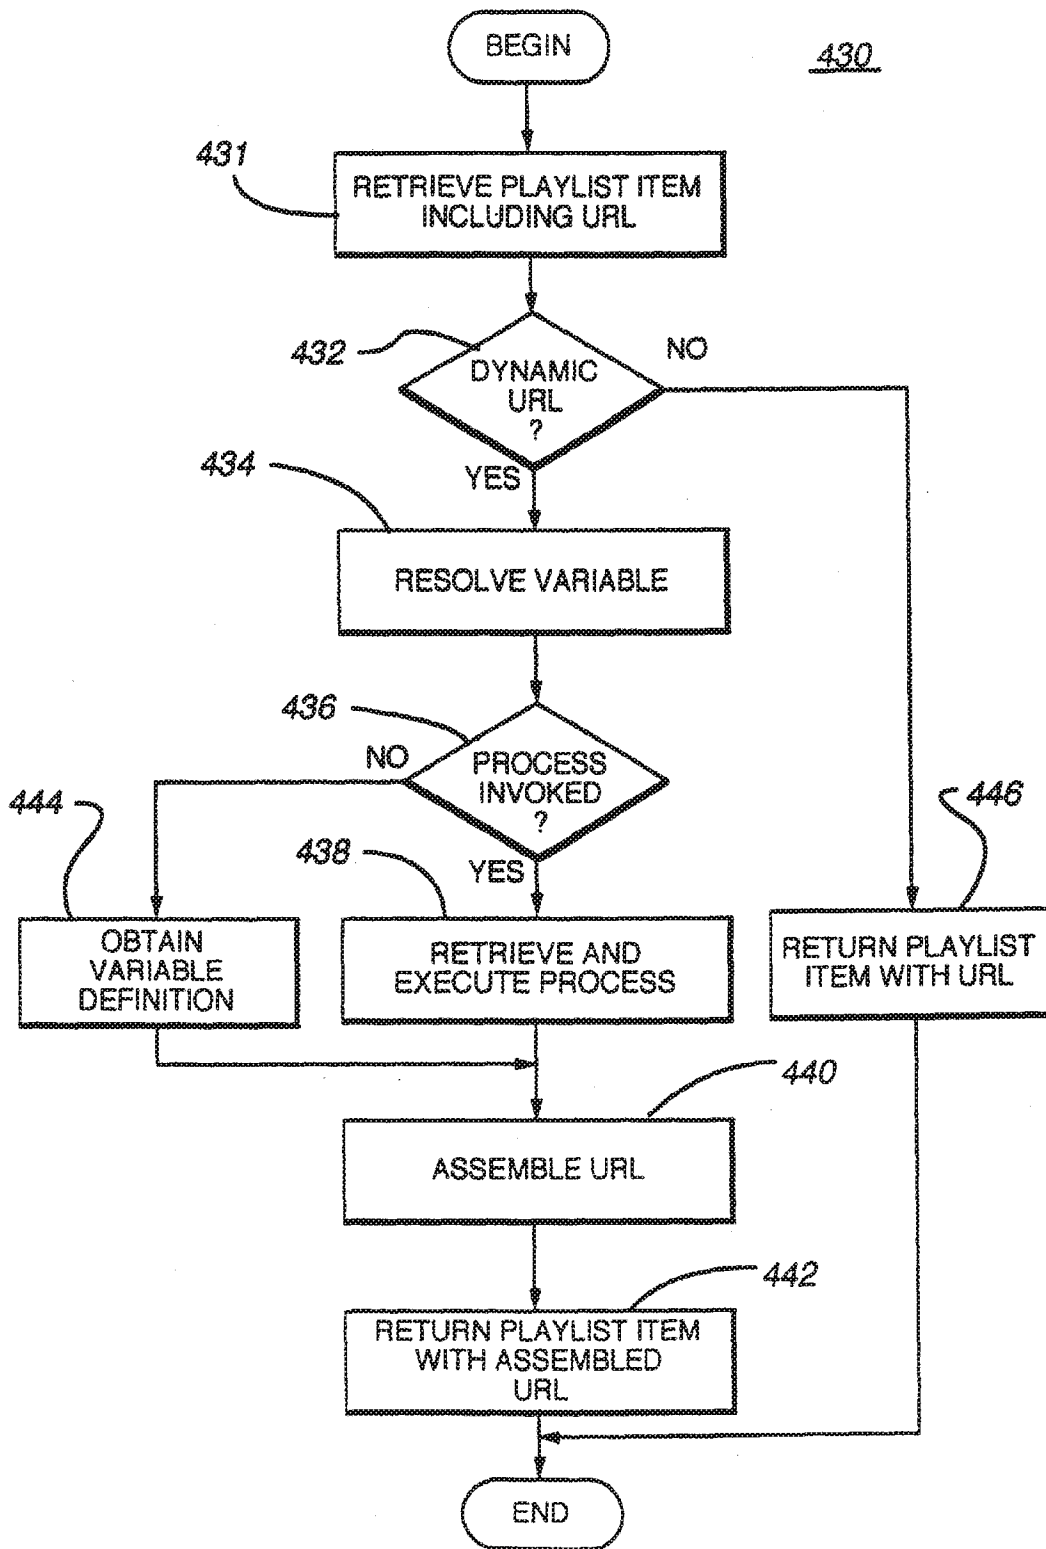 BEGIN
430
431
RETRIEVE PLAYLIST ITEM
INCLUDING URL
432
DYNAMIC
URL
?
NO
YES
434
RESOLVE VARIABLE
436
PROCESS
INVOKED
?
NO
YES
444
OBTAIN
VARIABLE
DEFINITION
438
RETRIEVE AND
EXECUTE PROCESS
446
RETURN PLAYLIST
ITEM WITH URL
440
ASSEMBLE URL
442
RETURN PLAYLIST ITEM
WITH ASSEMBLED
URL
END